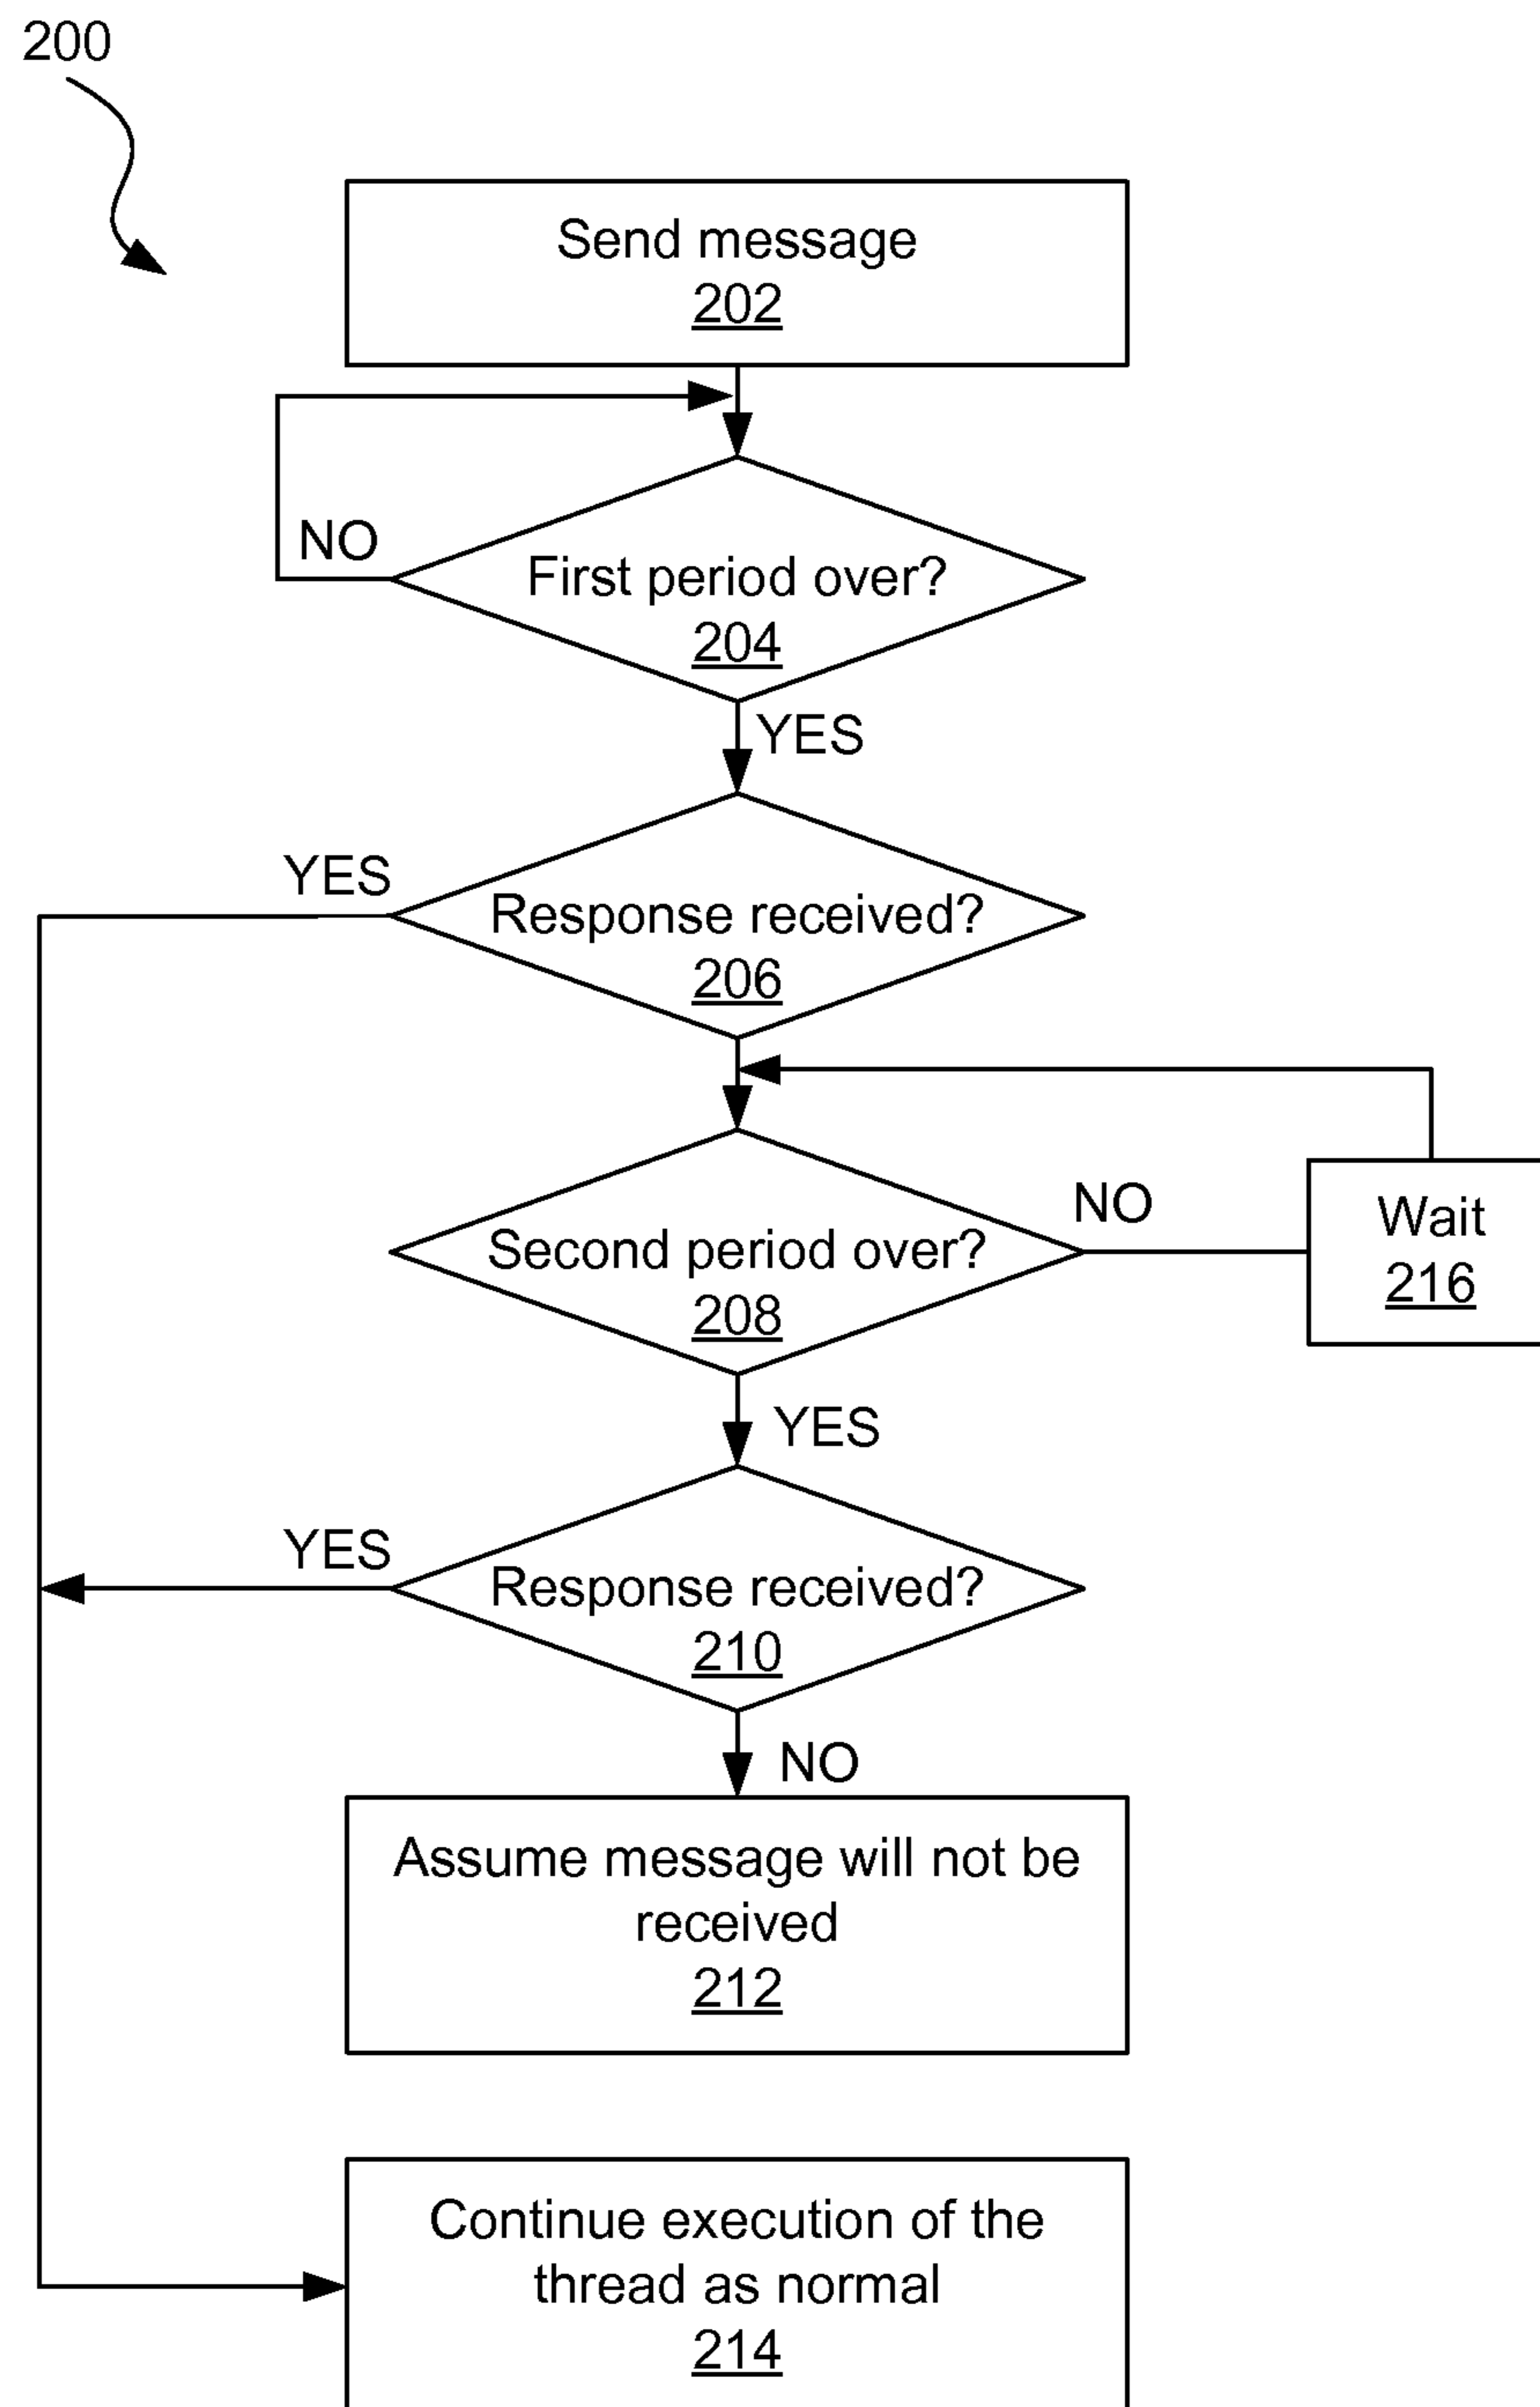 200
Send message
202
NO
First period over?
204
YES
YES
Response received?
206
NO
Second period over?
208
Wait
216
YES
YES
Response received?
210
NO
Assume message will not be
received
212
Continue execution of the
thread as normal
214